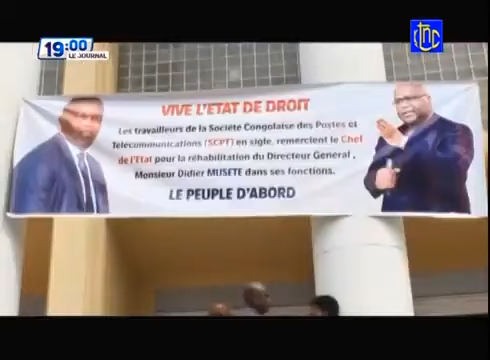 19:00
LE JOURNAL
VIVE L'ETAT DE DROIT
Les travailleurs de la Société Congolaise des Postes et
Télécommunications (SCPT) en sigle, remercient le Chef
de l'Etat pour la réhabilitation du Directeur Général,
Monsieur Didier MUSETE dans ses fonctions.
LE PEUPLE D'ABORD